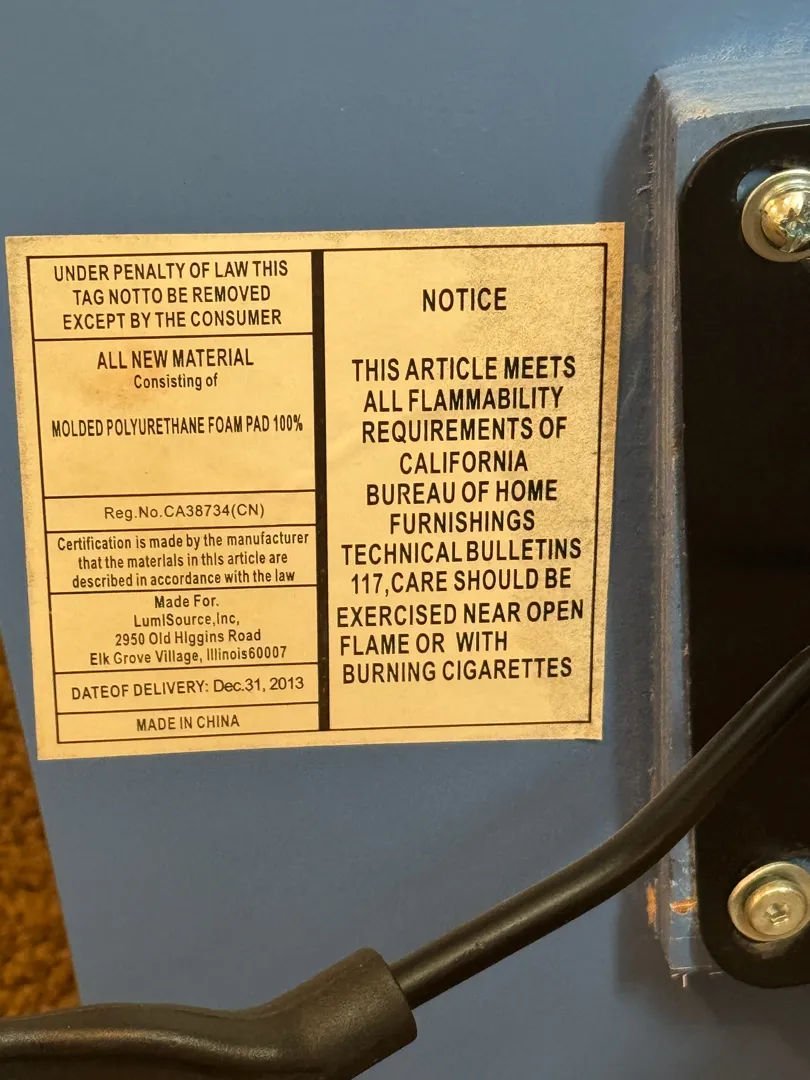 UNDER PENALTY OF LAW THIS
TAG NOTTO BE REMOVED
EXCEPT BY THE CONSUMER
ALL NEW MATERIAL
Consisting of
MOLDED POLYURETHANE FOAM PAD 100%
Reg.No.CA38734(CN)
Certification is made by the manufacturer
that the materials in this article are
described in accordance with the law
Made For.
LumISource,Inc,
2950 Old HIggins Road
Elk Grove Village, Illinois60007
DATEOF DELIVERY: Dec.31, 2013
MADE IN CHINA
NOTICE
THIS ARTICLE MEETS
ALL FLAMMABILITY
REQUIREMENTS OF
CALIFORNIA
BUREAU OF HOME
FURNISHINGS
TECHNICAL BULLETINS
117,CARE SHOULD BE
EXERCISED NEAR OPEN
FLAME OR WITH
BURNING CIGARETTES